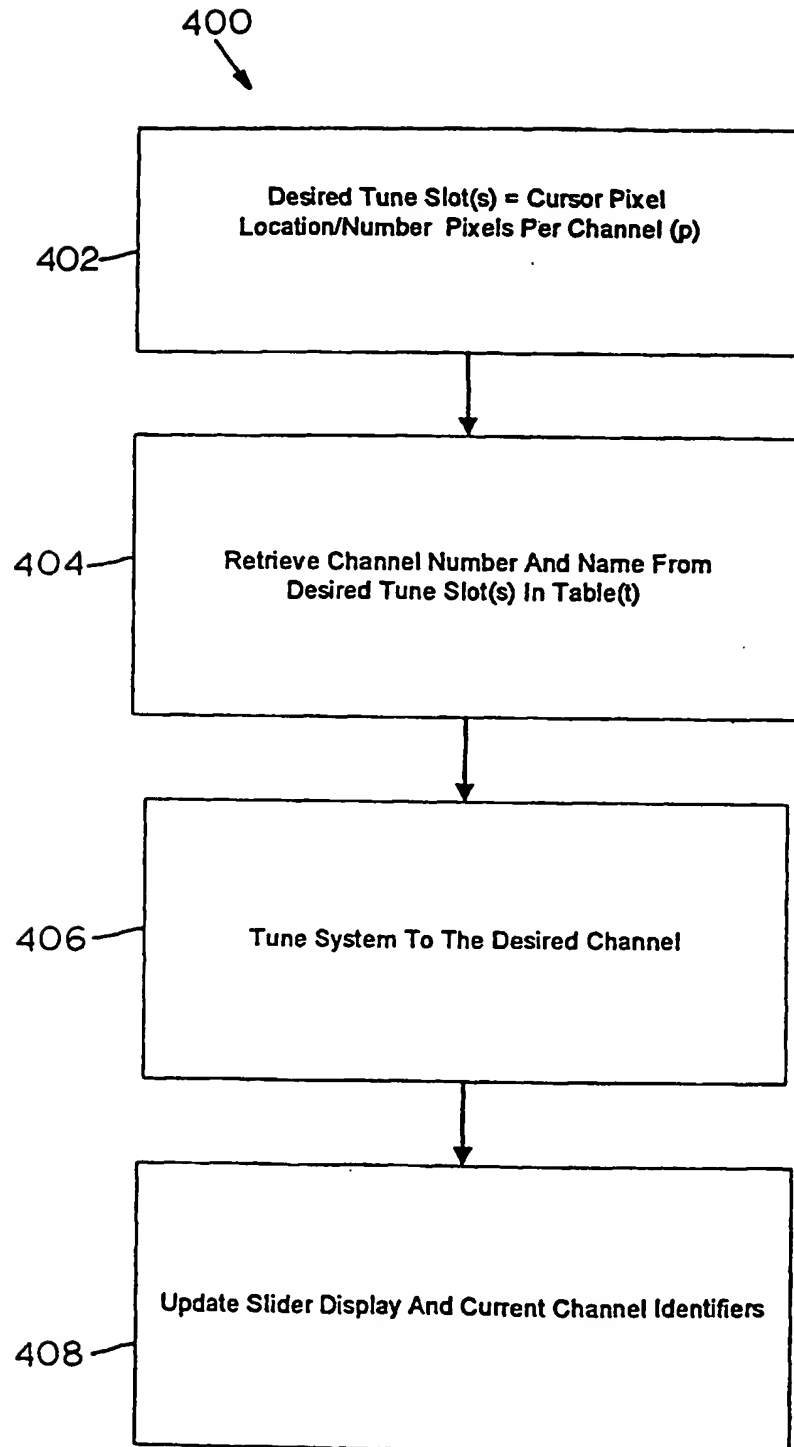 400
Desired Tune Slot(s) = Cursor Pixel
Location/Number Pixels Per Channel (p)
402
Retrieve Channel Number And Name From
Desired Tune Slot(s) In Table(t)
404
Tune System To The Desired Channel
406
Update Slider Display And Current Channel Identifiers
408